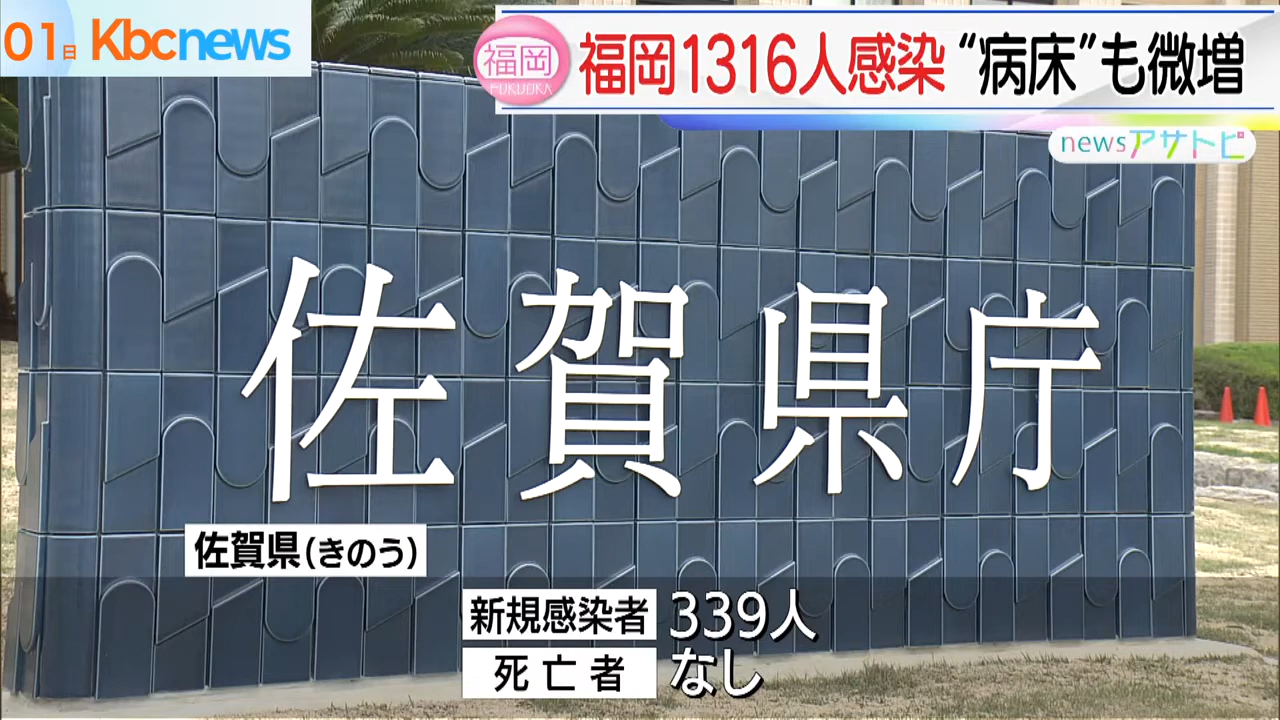 01日 Kbcnews
福岡 FUKUOKA
福岡1316人感染 “病床”も微増
newsアサトピ
佐賀県庁
佐賀県(きのう)
新規感染者 339人
死亡者 なし